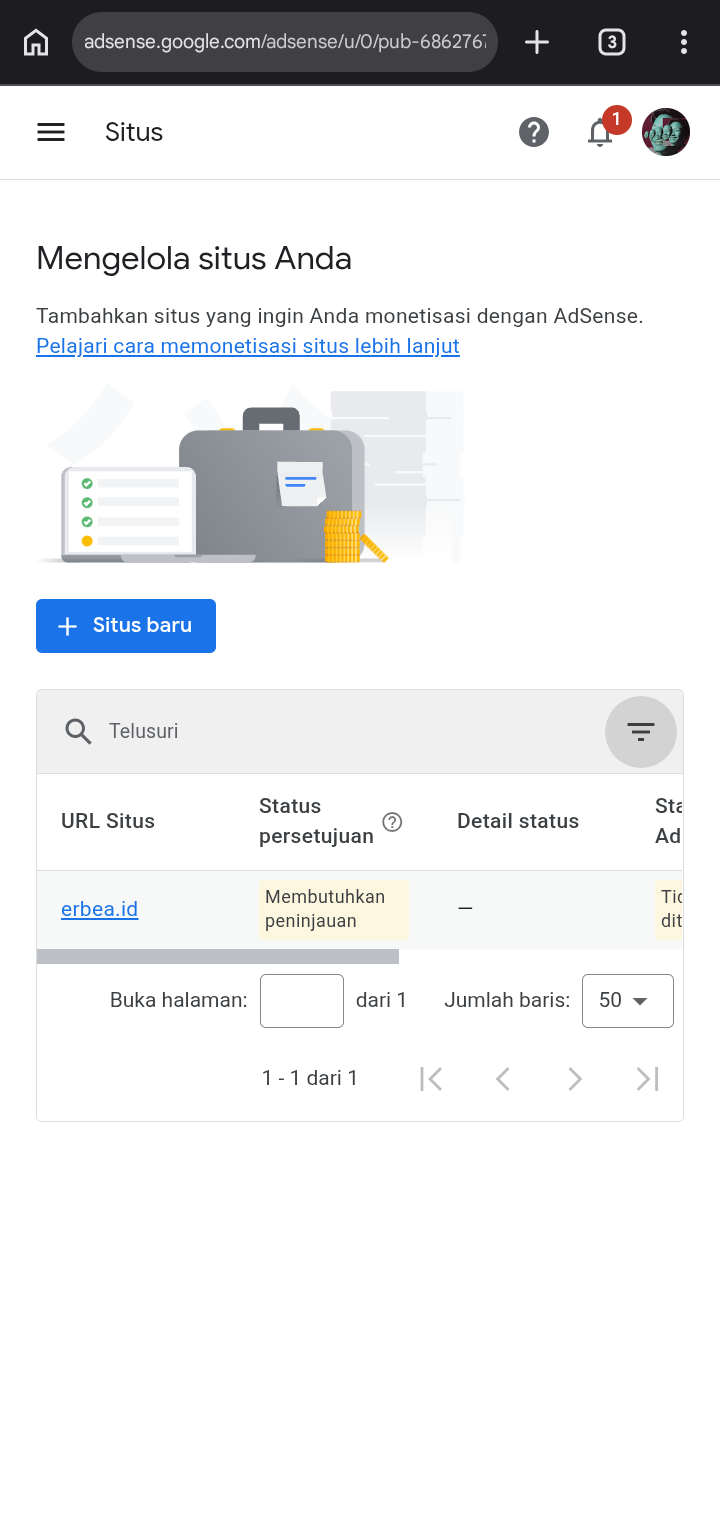 adsense.google.com/adsense/u/0/pub-686276
3
Situs
1
Mengelola situs Anda
Tambahkan situs yang ingin Anda monetisasi dengan AdSense.
Pelajari cara memonetisasi situs lebih lanjut
+ Situs baru
Telusuri
URL Situs
Status
persetujuan
Detail status
erbea.id
Membutuhkan
peninjauan
–
Buka halaman:
dari 1
Jumlah baris:
50
1 - 1 dari 1